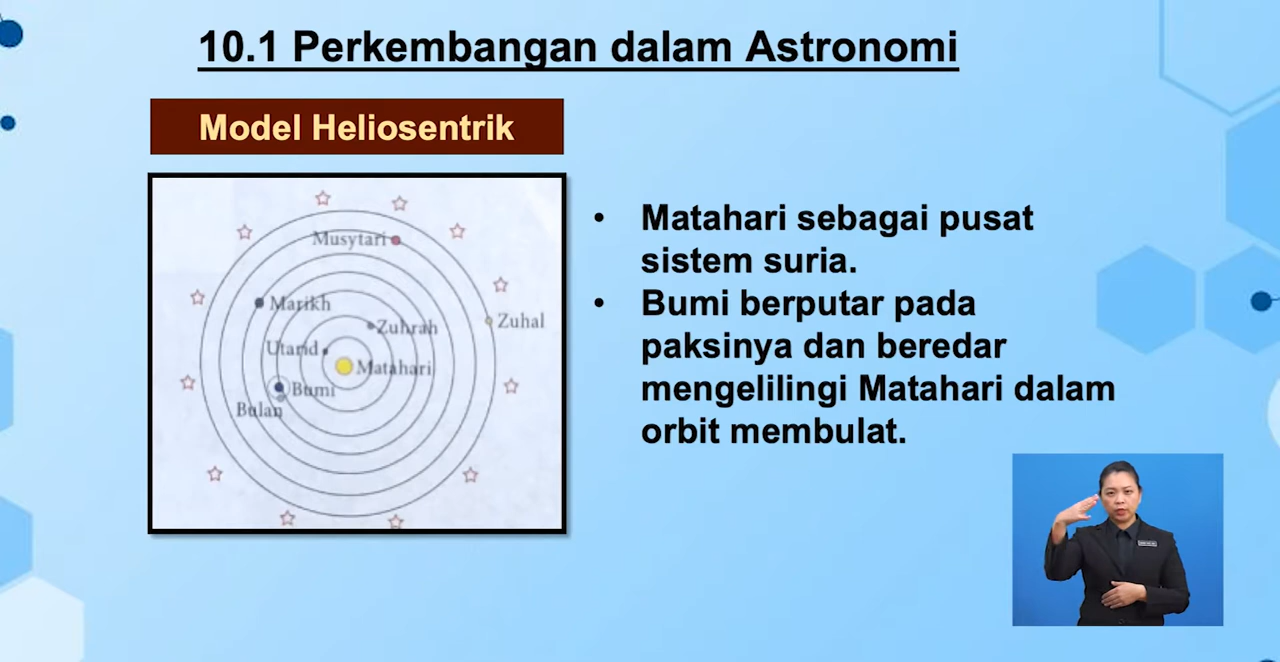 10.1 Perkembangan dalam Astronomi
Model Heliosentrik
Musytari
Marikh
Zuhrah
Zuhal
Utarid
Matahari
Bumi
Bulan
• Matahari sebagai pusat
sistem suria.
• Bumi berputar pada
paksinya dan beredar
mengelilingi Matahari dalam
orbit membulat.